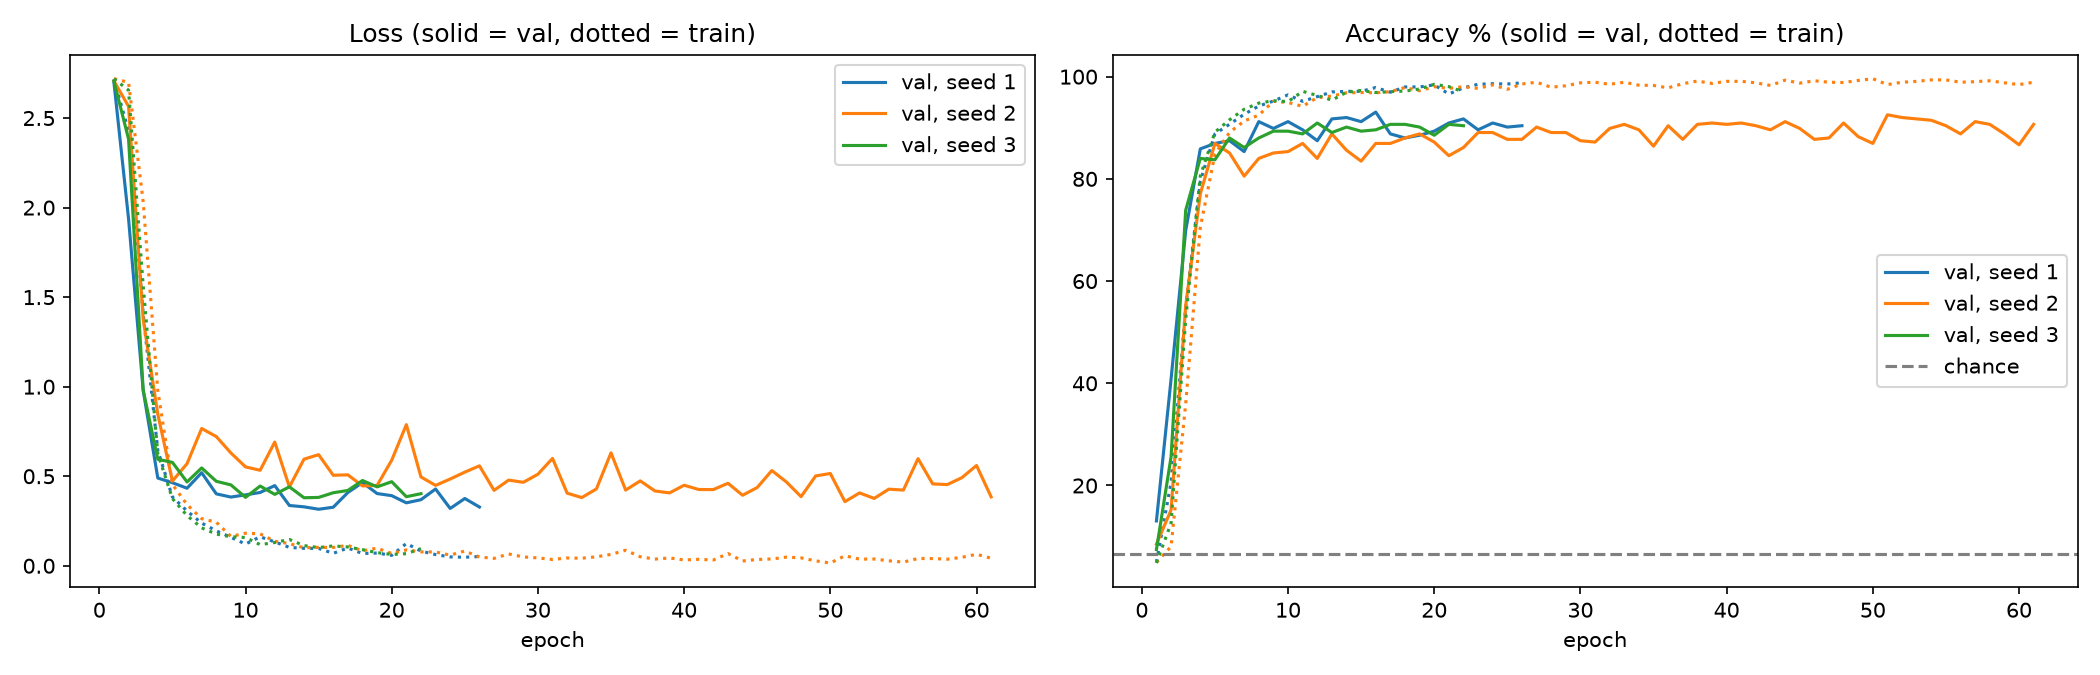 Loss (solid = val, dotted = train)
val, seed 1
val, seed 2
val, seed 3
2.5
2.0
1.5
1.0
0.5
0.0
0 10 20 30 40 50 60
epoch
Accuracy % (solid = val, dotted = train)
100
80
60
40
20
val, seed 1
val, seed 2
val, seed 3
chance
0 10 20 30 40 50 60
epoch